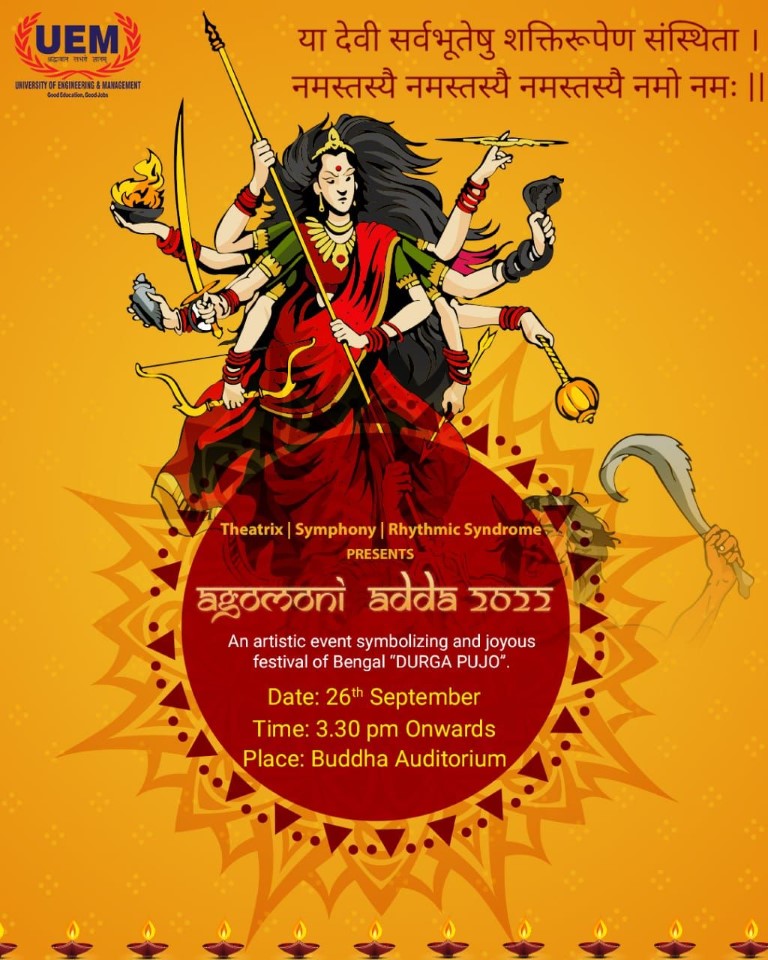 UEM
UNIVERSITY OF ENGINEERING & MANAGEMENT
Good Education, Good Jobs
या देवी सर्वभूतेषु शक्तिरूपेण संस्थिता ।
नमस्तस्यै नमस्तस्यै नमस्तस्यै नमो नमः ||
Theatrix | Symphony | Rhythmic Syndrome
PRESENTS
agomoni adda 2022
An artistic event symbolizing and joyous
festival of Bengal "DURGA PUJO".
Date: 26th September
Time: 3.30 pm Onwards
Place: Buddha Auditorium